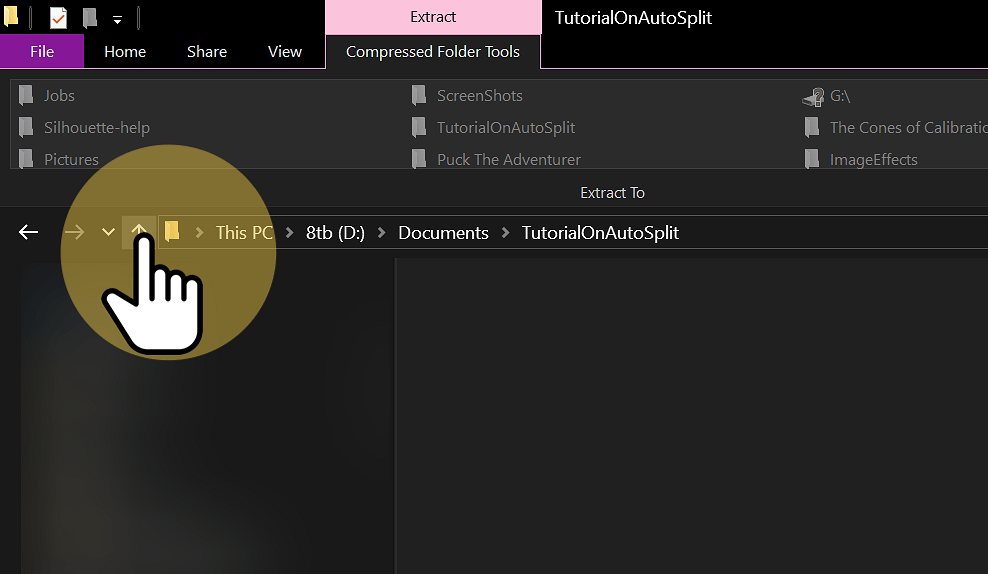 Extract TutorialOnAutoSplit
File Home Share View Compressed Folder Tools
Jobs ScreenShots G:\
Silhouette-help TutorialOnAutoSplit The Cones of Calibratio
Pictures Puck The Adventurer ImageEffects
Extract To
This PC > 8tb (D:) > Documents > TutorialOnAutoSplit